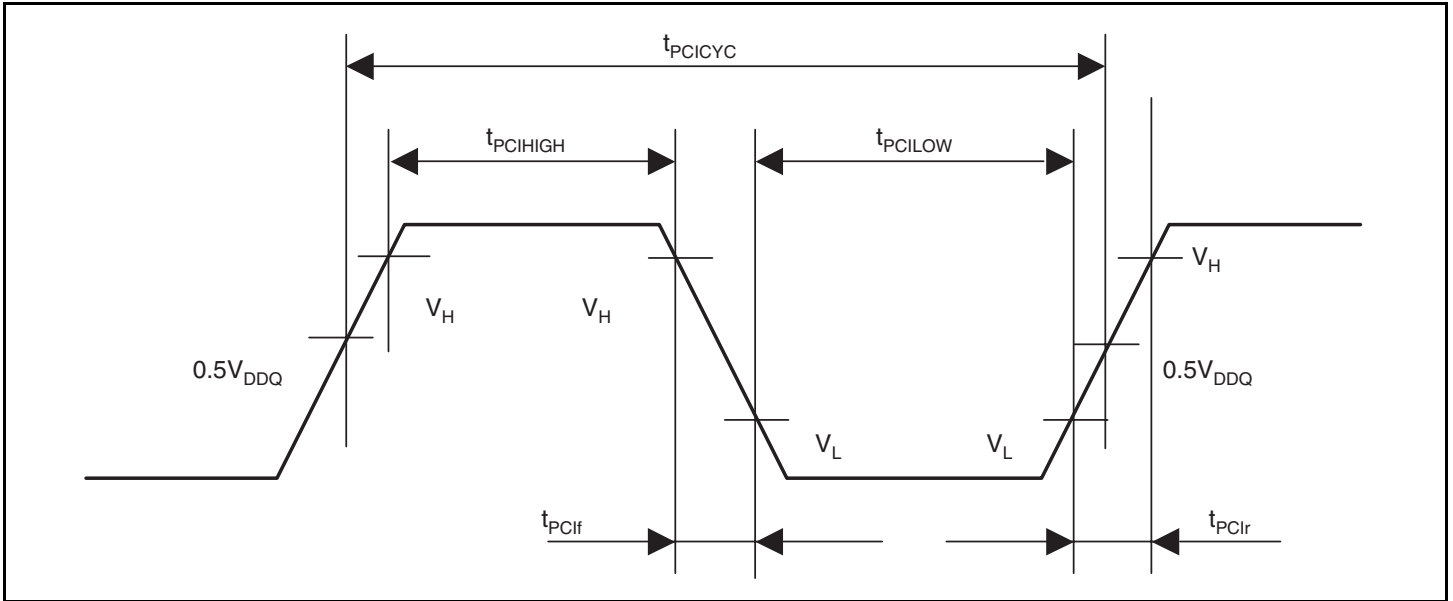 tPCICYC
tPCIHIGH
tPCILOW
VH
VH
VH
0.5VDDQ
0.5VDDQ
VL
VL
tPCIf
tPCIr